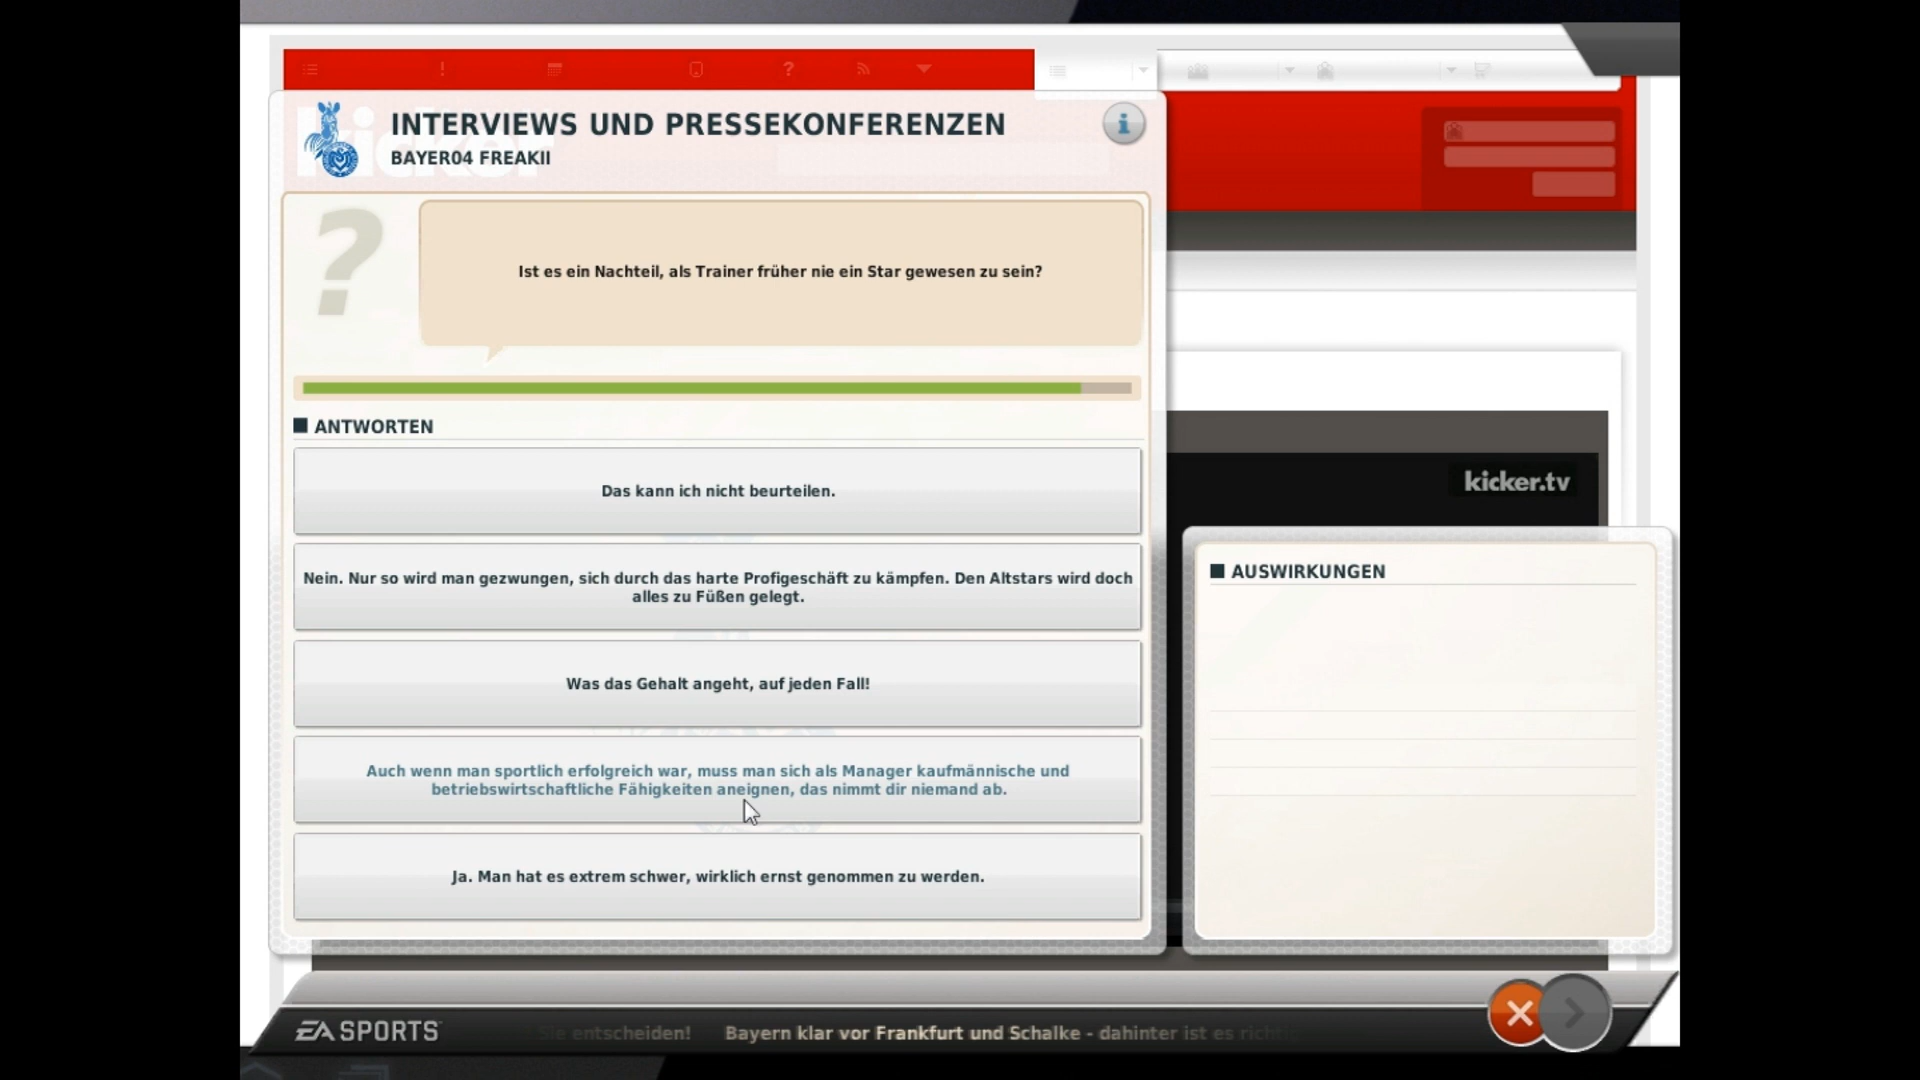 INTERVIEWS UND PRESSEKONFERENZEN
BAYER04 FREAKII
kicker
Ist es ein Nachteil, als Trainer früher nie ein Star gewesen zu sein?
ANTWORTEN
Das kann ich nicht beurteilen.
Nein. Nur so wird man gezwungen, sich durch das harte Profigeschäft zu kämpfen. Den Altstars wird doch
alles zu Füßen gelegt.
Was das Gehalt angeht, auf jeden Fall!
Auch wenn man sportlich erfolgreich war, muss man sich als Manager kaufmännische und
betriebswirtschaftliche Fähigkeiten aneignen, das nimmt dir niemand ab.
Ja. Man hat es extrem schwer, wirklich ernst genommen zu werden.
kicker.tv
AUSWIRKUNGEN
EA SPORTS
Sie entscheiden! Bayern klar vor Frankfurt und Schalke - dahinter ist es